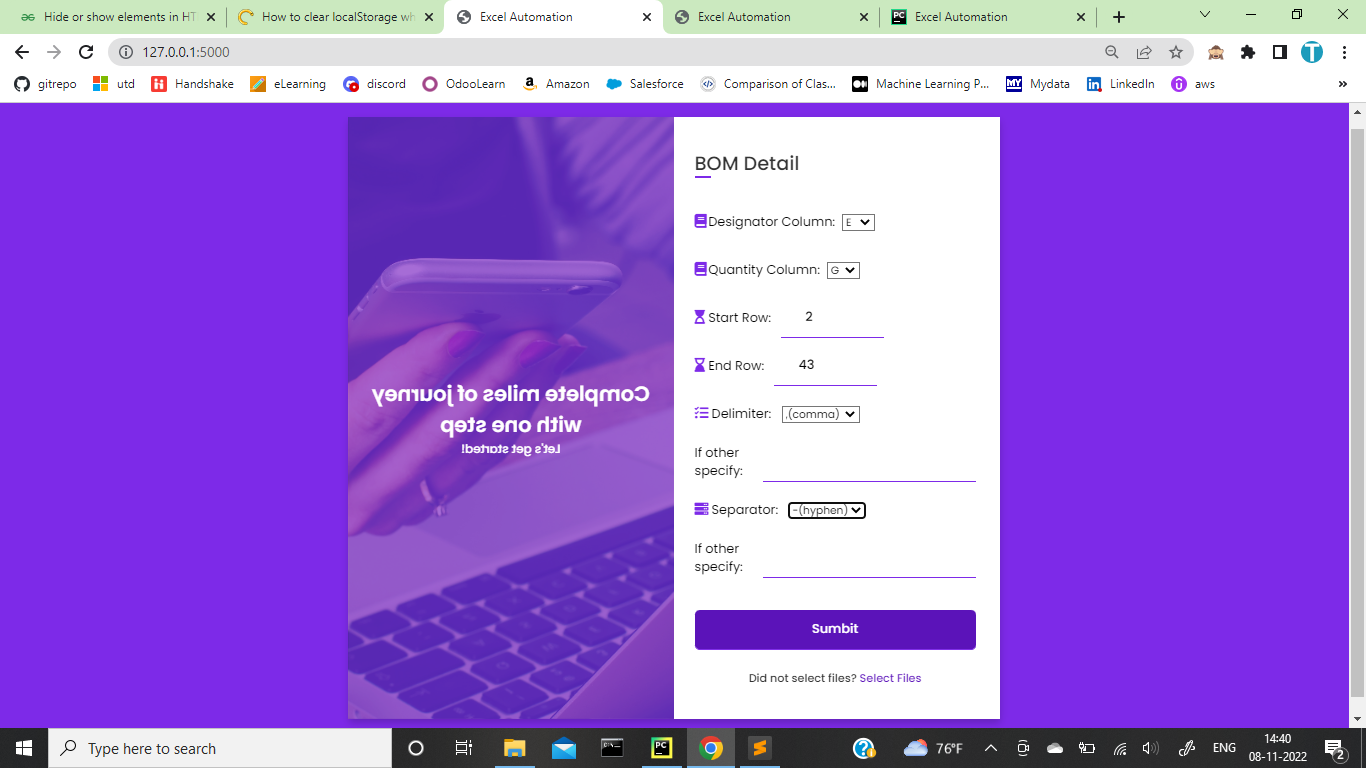 Hide or show elements in HT
How to clear localStorage wh
Excel Automation
Excel Automation
Excel Automation
127.0.0.1:5000
gitrepo
utd
Handshake
eLearning
discord
OdooLearn
Amazon
Salesforce
Comparison of Clas...
Machine Learning P...
Mydata
LinkedIn
aws
»
Complete miles of journey
with one step
Let's get started!
BOM Detail
Designator Column: E
Quantity Column: G
Start Row: 2
End Row: 43
Delimiter: ,(comma)
If other
specify:
Separator: -(hyphen)
If other
specify:
Sumbit
Did not select files? Select Files
Type here to search
76°F
ENG
14:40
08-11-2022
2